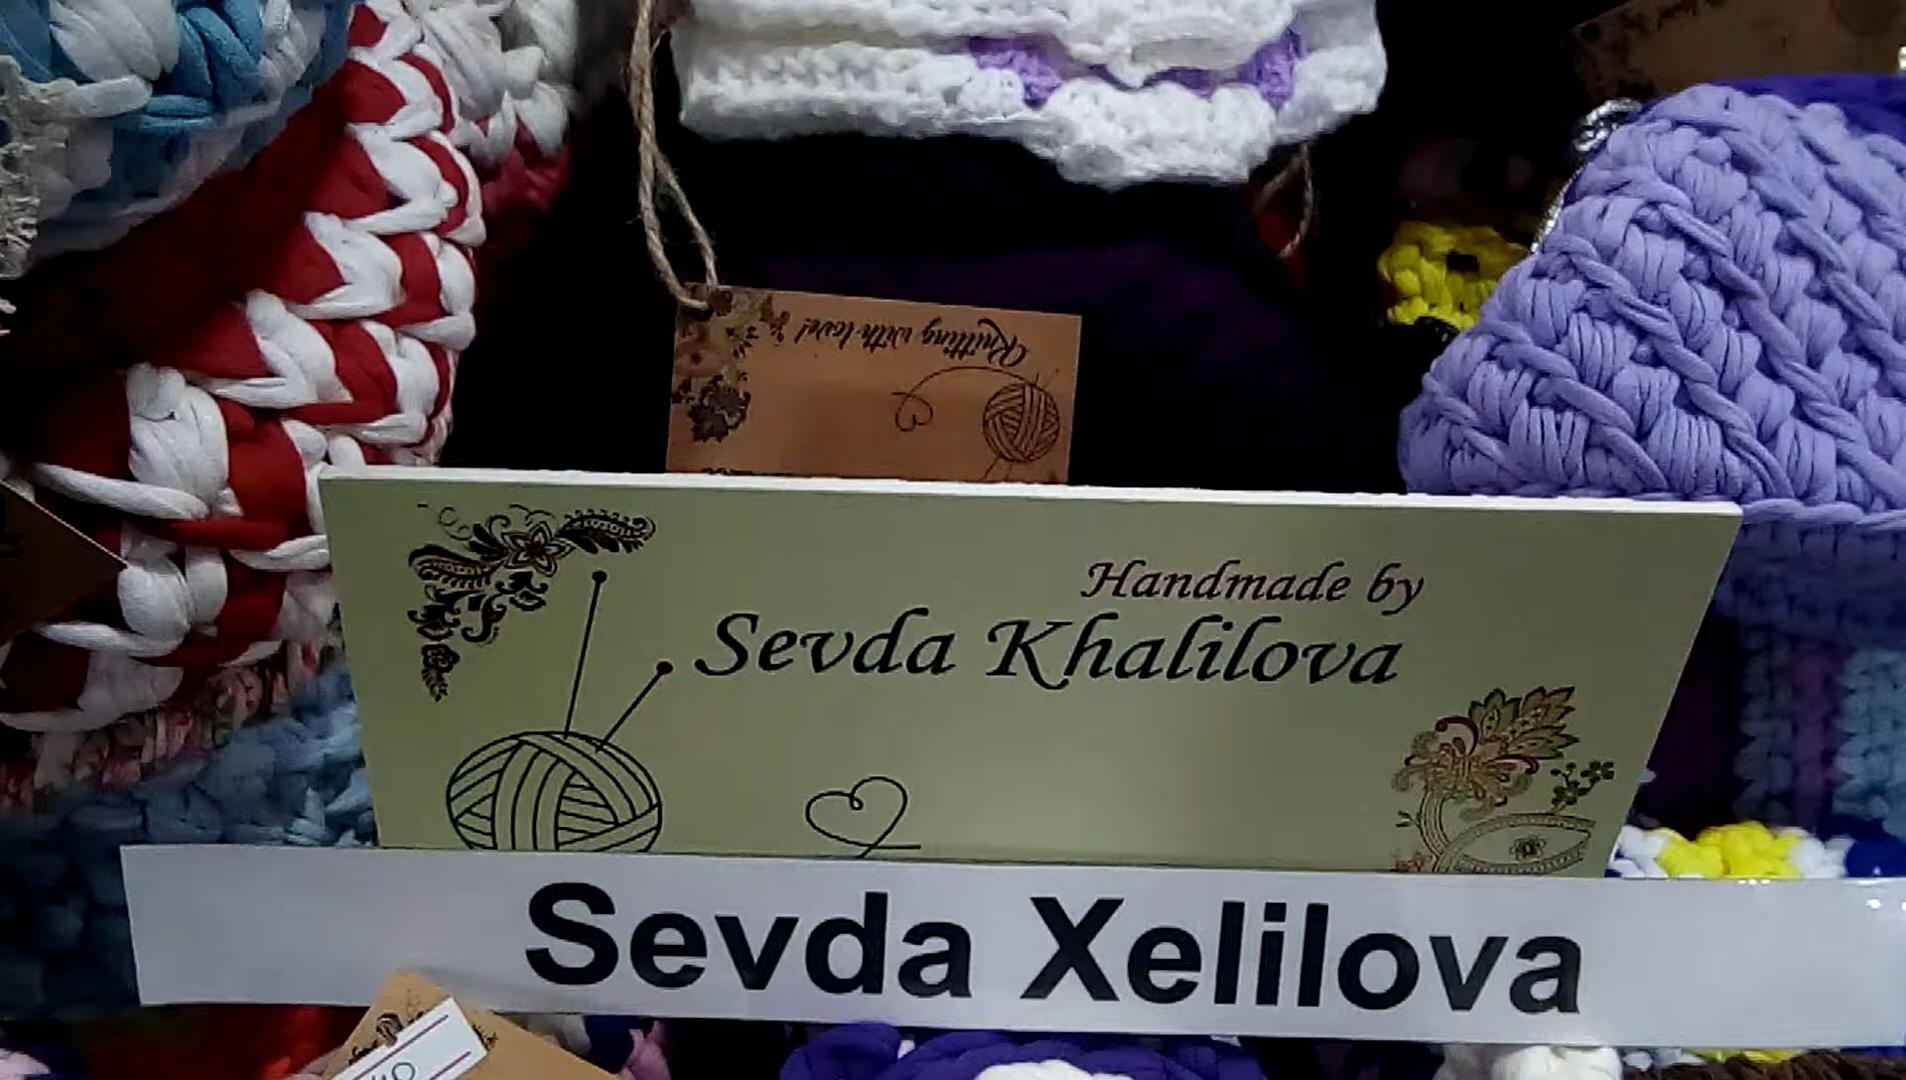 Knitting with love!
Handmade by
Sevda Khalilova
Sevda Xelilova